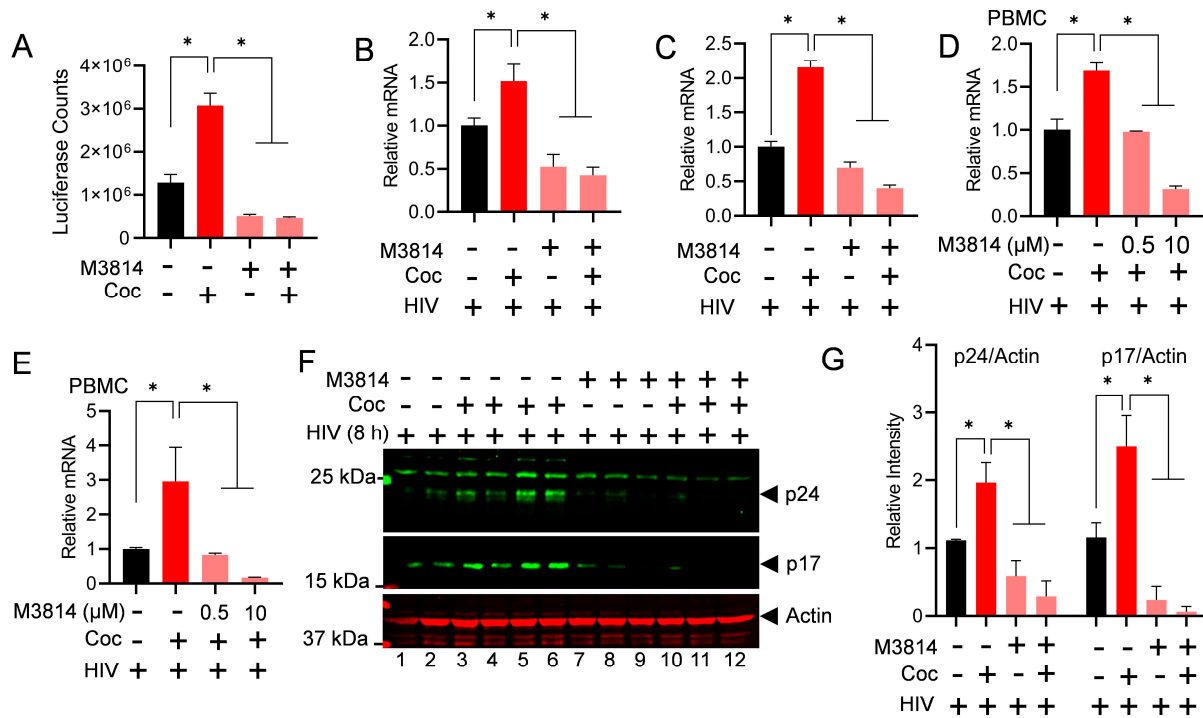 A
* *
Luciferase Counts
4×10⁶
3×10⁶
2×10⁶
1×10⁶
0
M3814 - - + +
Coc - + - +
B
* *
Relative mRNA
2.0
1.5
1.0
0.5
0.0
M3814 - - + +
Coc - + - +
HIV + + + +
C
* *
Relative mRNA
2.5
2.0
1.5
1.0
0.5
0.0
M3814 - - + +
Coc - + - +
HIV + + + +
D
PBMC
* *
Relative mRNA
2.0
1.5
1.0
0.5
0.0
M3814 (µM) - - 0.5 10
Coc - + + +
HIV + + + +
E
PBMC
* *
Relative mRNA
5
4
3
2
1
0
M3814 (µM) - - 0.5 10
Coc - + + +
HIV + + + +
F
M3814 - - - - - - + + + + + +
Coc - - + + + + - - - + + +
HIV (8 h) + + + + + + + + + + + +
25 kDa
p24
p17
15 kDa
Actin
37 kDa
1 2 3 4 5 6 7 8 9 10 11 12
G
p24/Actin p17/Actin
* * * *
Relative Intensity
4
3
2
1
0
M3814 - - + + - - + +
Coc - + - + - + - +
HIV + + + + + + + +